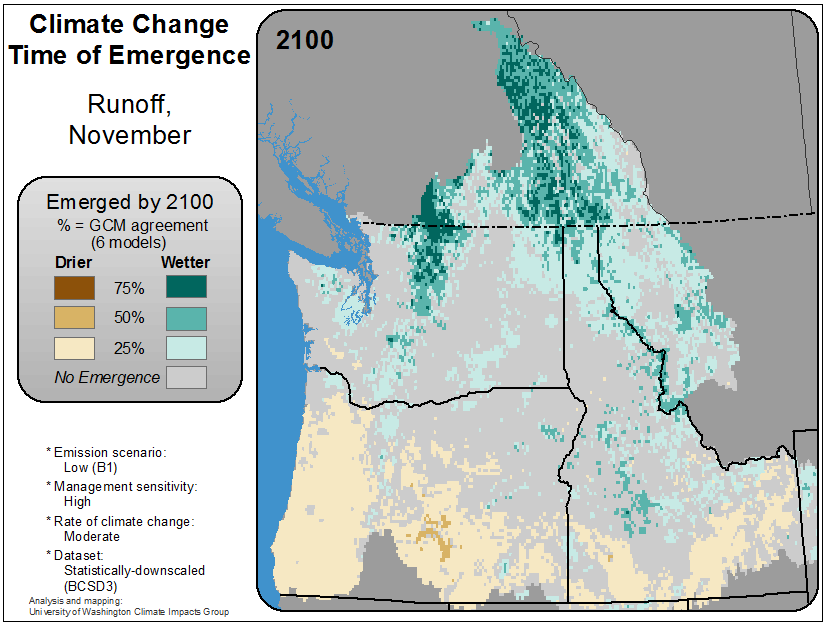 Climate Change
Time of Emergence
Runoff,
November
Emerged by 2100
% = GCM agreement
(6 models)
Drier Wetter
75%
50%
25%
No Emergence
* Emission scenario:
Low (B1)
* Management sensitivity:
High
* Rate of climate change:
Moderate
* Dataset:
Statistically-downscaled
(BCSD3)
Analysis and mapping:
University of Washington Climate Impacts Group
2100